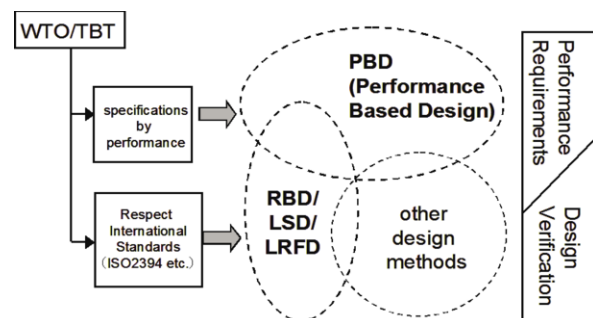 WTO/TBT
specifications
by
performance
Respect
International
Standards
(ISO2394 etc.)
PBD
(Performance
Based Design)
RBD/
LSD/
LRFD
other
design
methods
Performance
Requirements
Design
Verification